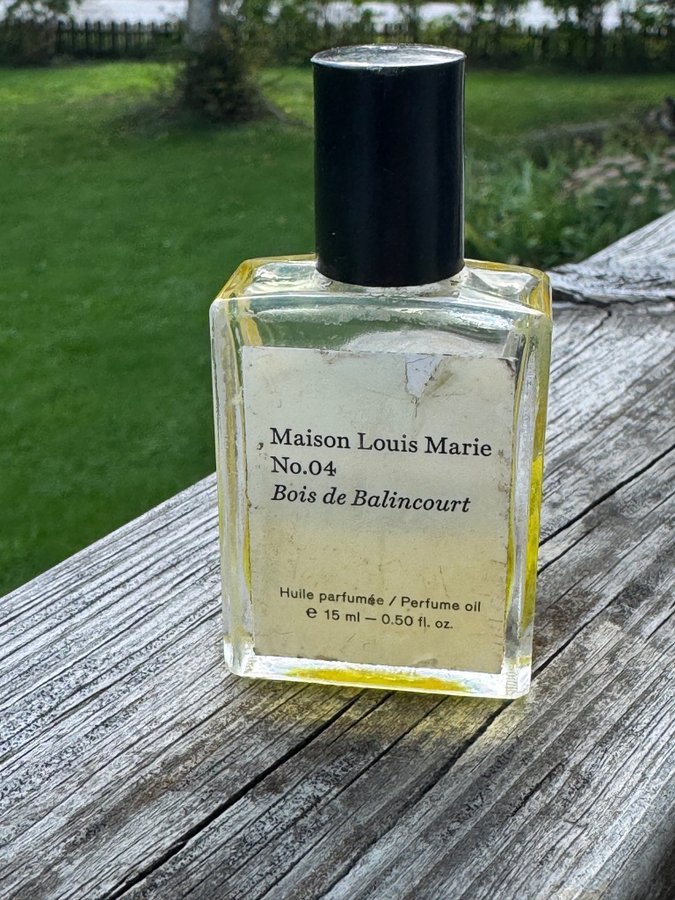 Maison Louis Marie
No.04
Bois de Balincourt
Huile parfumée / Perfume oil
℮ 15 ml — 0.50 fl. oz.